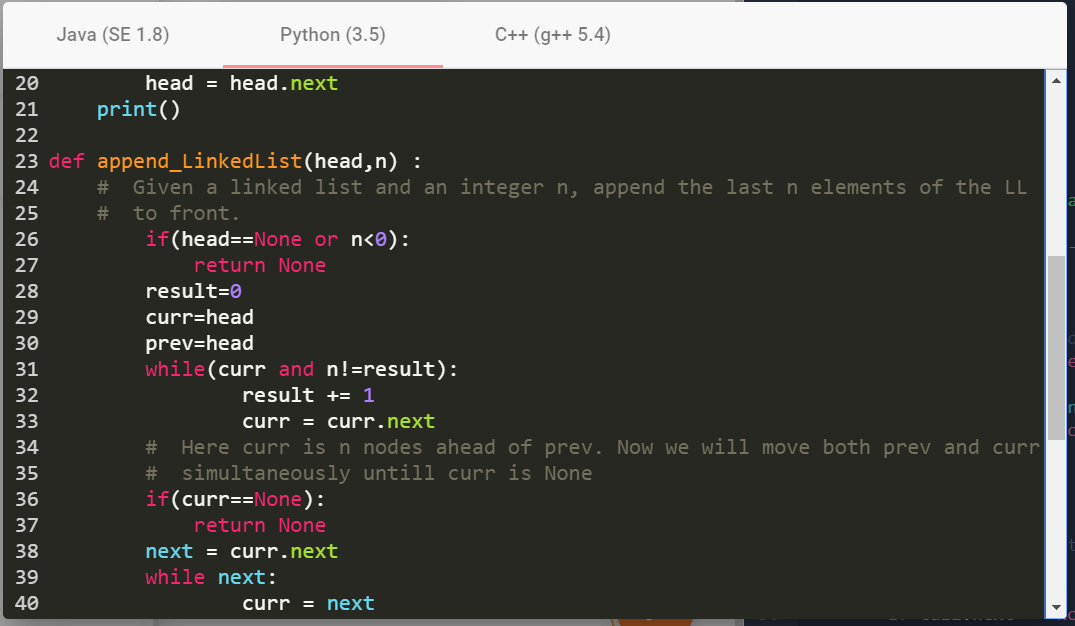 Java (SE 1.8) Python (3.5) C++ (g++ 5.4)
20 head = head.next
21 print()
22
23 def append_LinkedList(head,n) :
24 # Given a linked list and an integer n, append the last n elements of the LL
25 # to front.
26 if(head==None or n<0):
27 return None
28 result=0
29 curr=head
30 prev=head
31 while(curr and n!=result):
32 result += 1
33 curr = curr.next
34 # Here curr is n nodes ahead of prev. Now we will move both prev and curr
35 # simultaneously untill curr is None
36 if(curr==None):
37 return None
38 next = curr.next
39 while next:
40 curr = next